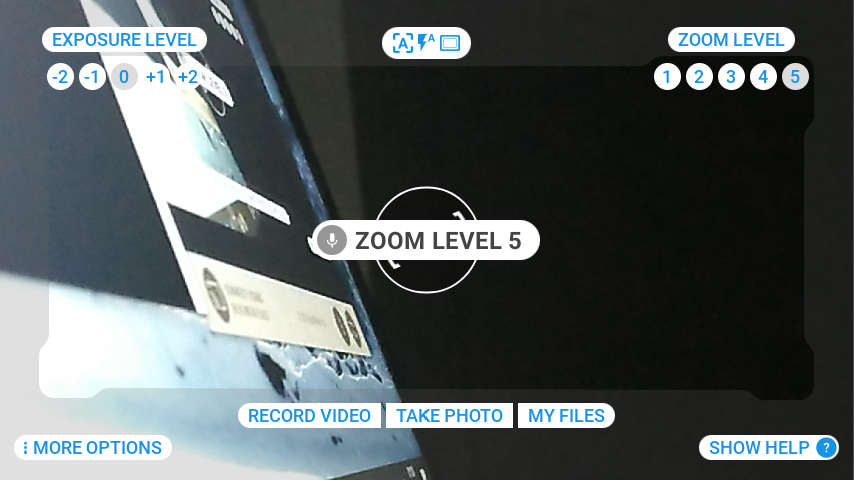 EXPOSURE LEVEL
-2 -1 0 +1 +2
A A
ZOOM LEVEL
1 2 3 4 5
ZOOM LEVEL 5
RECORD VIDEO TAKE PHOTO MY FILES
MORE OPTIONS
SHOW HELP ?